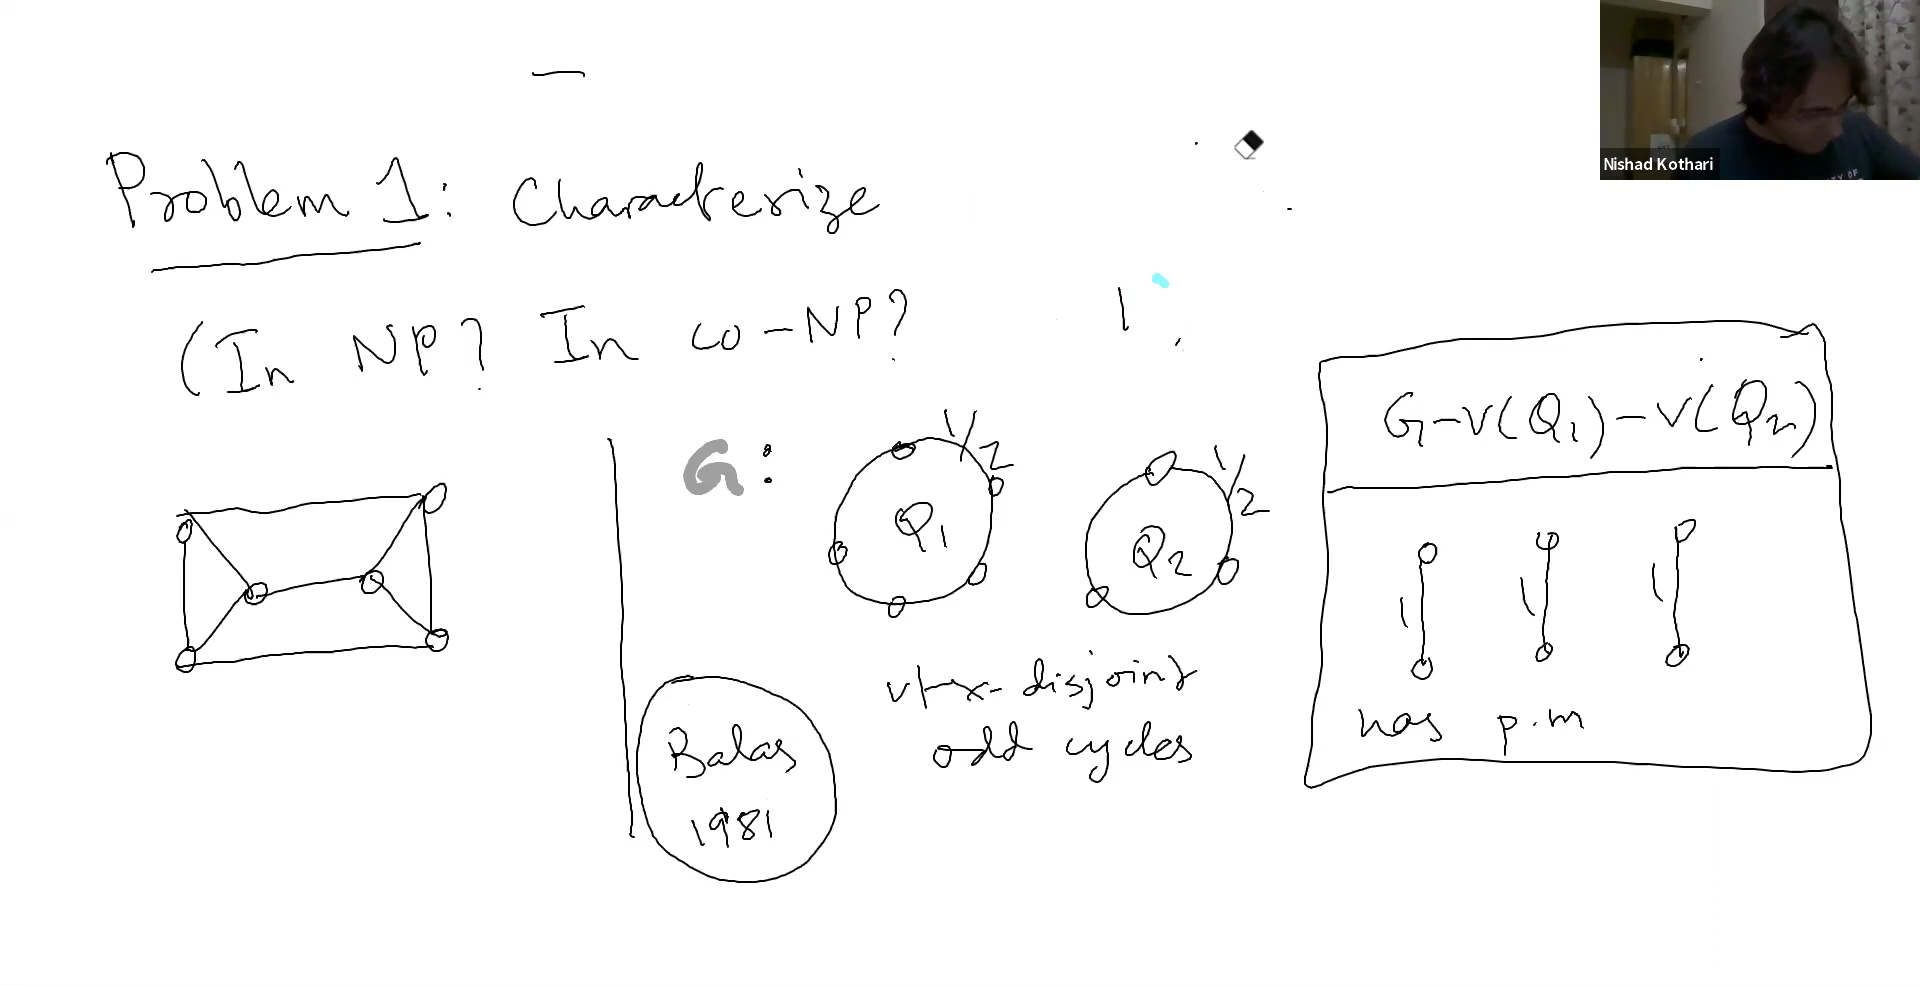 Nishad Kothari
Problem 1: Characterize
(In NP? In co-NP?
G:
1/2
Q1
1/2
Q2
vtx-disjoint
odd cycles
Balas
1981
G-V(Q1)-V(Q2)
1 1 1
has p.m